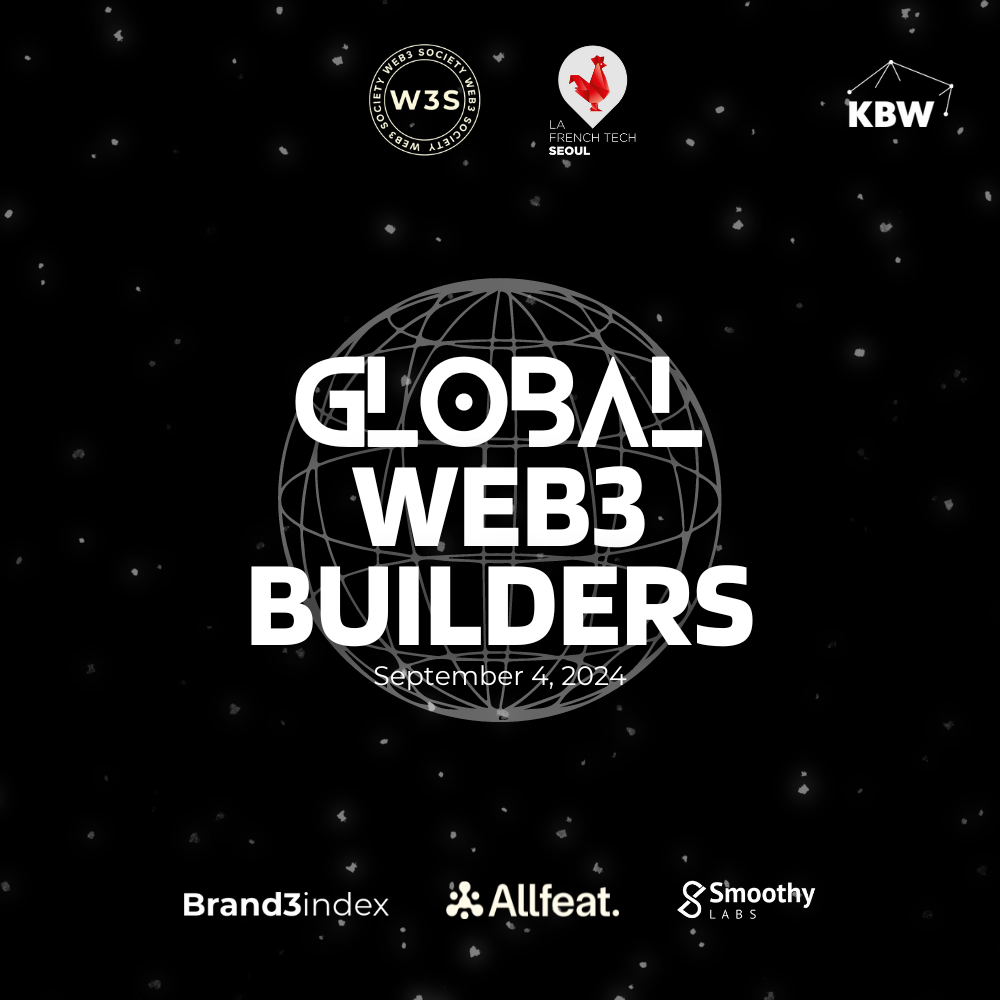 WEB3 SOCIETY WEB3 SOCIETY WEB3 SOCIETY
W3S
LA
FRENCH TECH
SEOUL
KBW
GLOBAL
WEB3
BUILDERS
September 4, 2024
Brand3index
Allfeat.
Smoothy
LABS